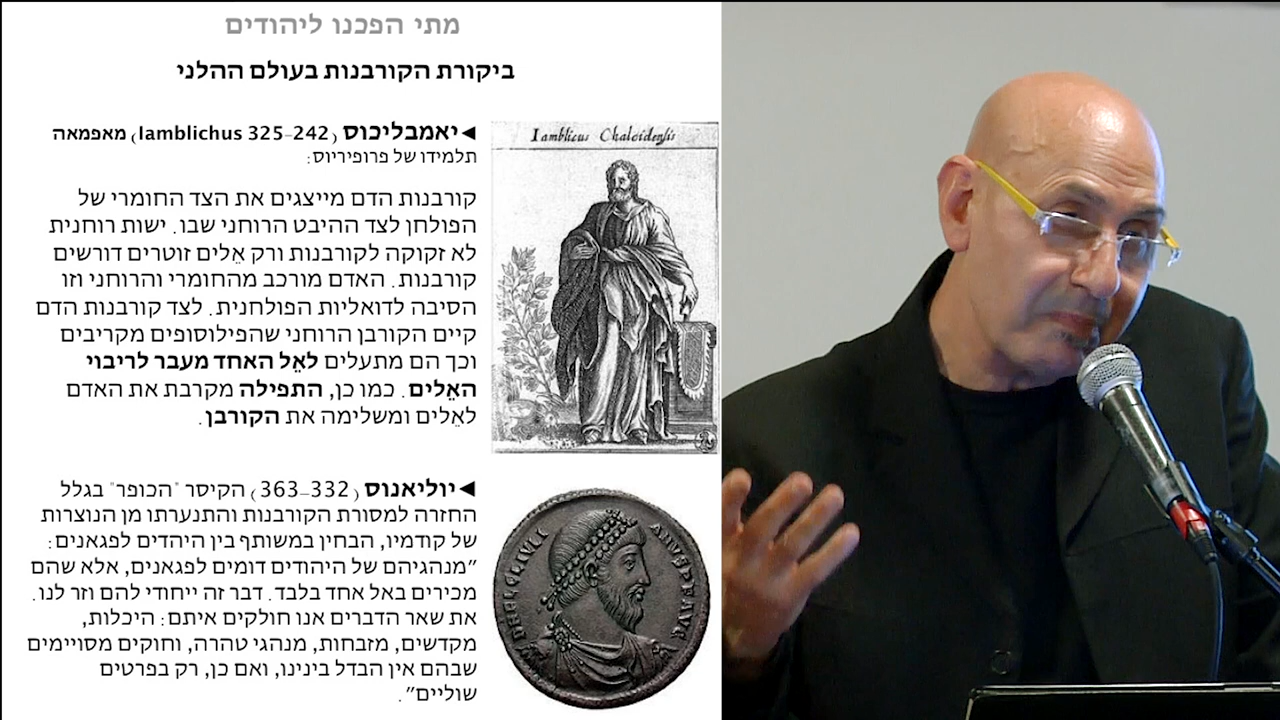 מתי הפכנו ליהודים
ביקורת הקורבנות בעולם ההלני
◀יאמבליכוס (Iamblichus 325–242) מאפמאה
תלמידו של פרופיריוס:
קורבנות הדם מייצגים את הצד החומרי של
הפולחן לצד ההיבט הרוחני שבו. ישות רוחנית
לא זקוקה לקורבנות ורק אֵלים זוטרים דורשים
קורבנות. האדם מורכב מהחומרי והרוחני וזו
הסיבה לדואליות הפולחנית. לצד קורבנות הדם
קיים הקורבן הרוחני שהפילוסופים מקריבים
וכך הם מתעלים לאֵל האחד מעבר לריבוי
האֵלים. כמו כן, התפילה מקרבת את האדם
לאֵלים ומשלימה את הקורבן.
Iamblicus Chalcidensis
◀יוליאנוס (332–363) הקיסר "הכופר" בגלל
החזרה למסורת הקורבנות והתנערתו מן הנוצרות
של קודמיו, הבחין במשותף בין היהדים לפגאנים:
"מנהגיהם של היהודים דומים לפגאנים, אלא שהם
מכירים באל אחד בלבד. דבר זה ייחודי להם וזר לנו.
את שאר הדברים אנו חולקים איתם: היכלות,
מקדשים, מזבחות, מנהגי טהרה, וחוקים מסויימים
שבהם אין הבדל בינינו, ואם כן, רק בפרטים
שוליים".
DNFLCLIVLI ANVSPFAVG